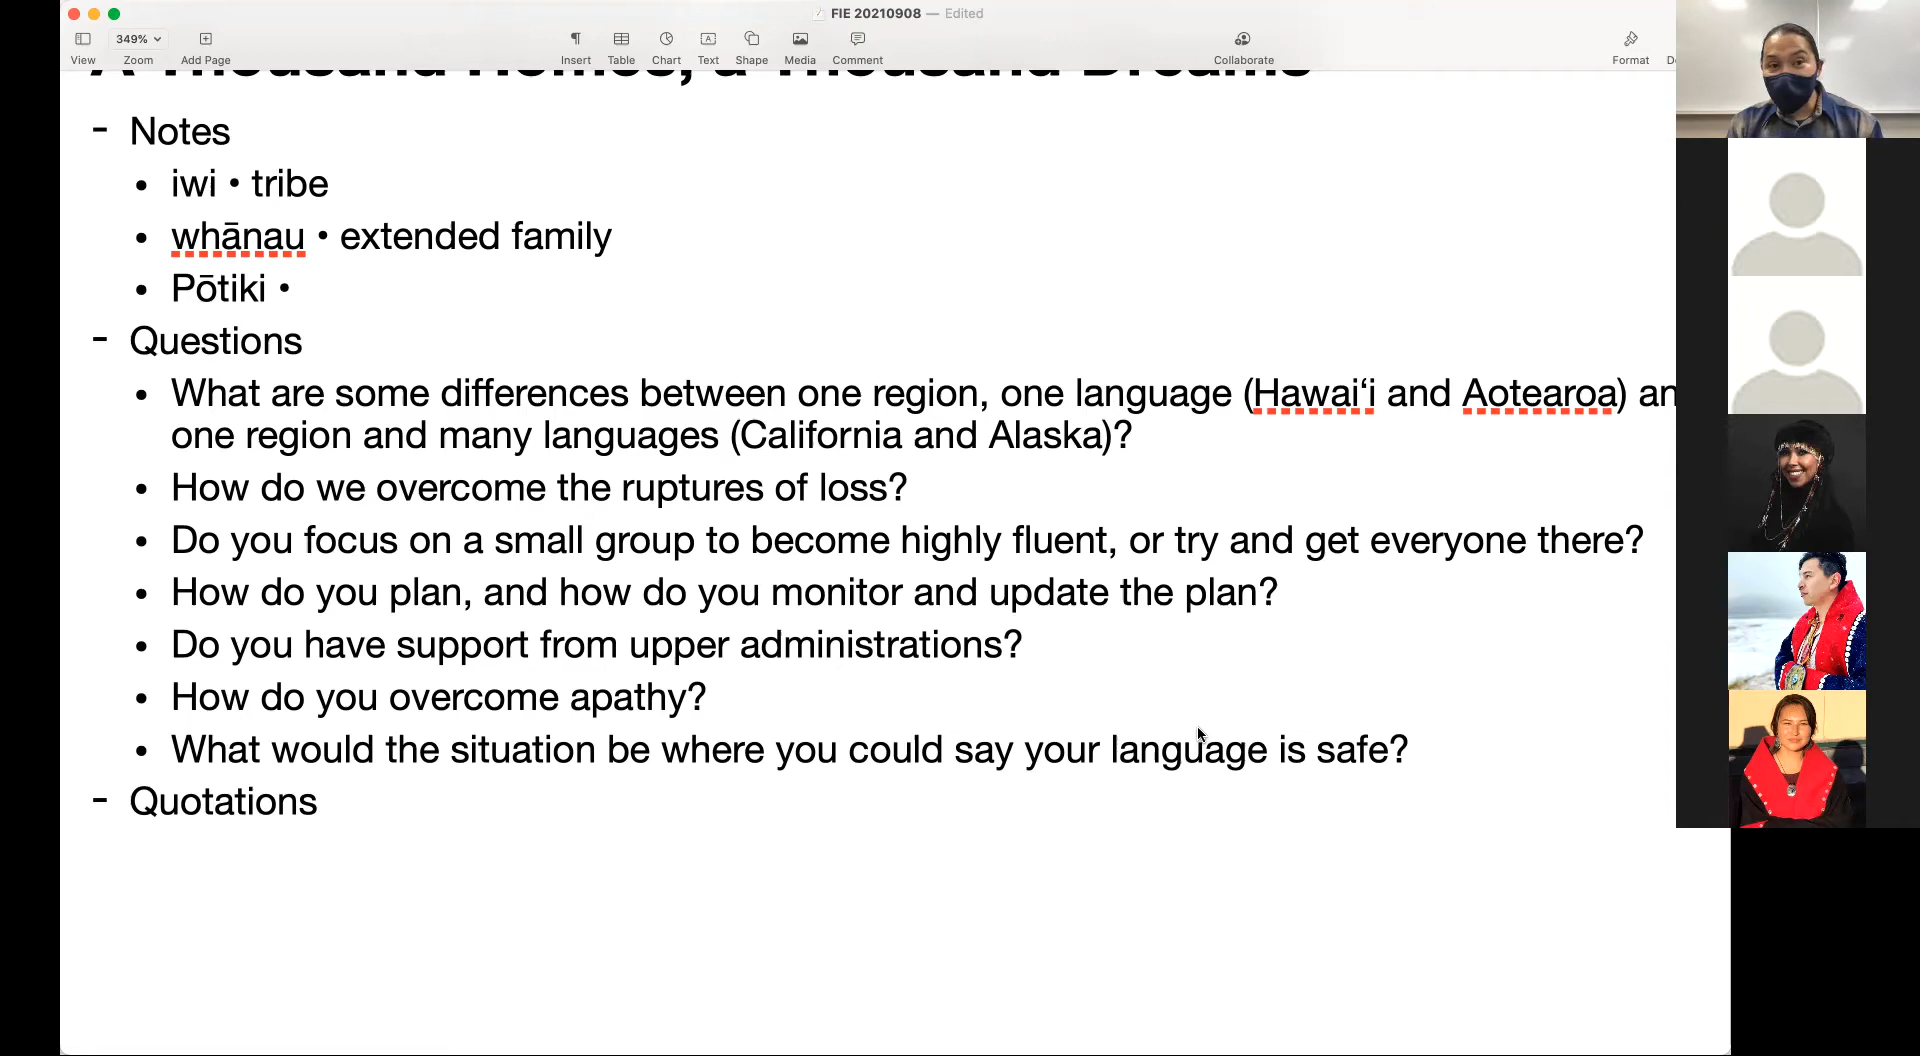 FIE 20210908 — Edited
349%
View Zoom Add Page Insert Table Chart Text Shape Media Comment Collaborate Format
A Thousand Homes, a Thousand Dreams
- Notes
• iwi • tribe
• whānau • extended family
• Pōtiki •
- Questions
• What are some differences between one region, one language (Hawaiʻi and Aotearoa) an
one region and many languages (California and Alaska)?
• How do we overcome the ruptures of loss?
• Do you focus on a small group to become highly fluent, or try and get everyone there?
• How do you plan, and how do you monitor and update the plan?
• Do you have support from upper administrations?
• How do you overcome apathy?
• What would the situation be where you could say your language is safe?
- Quotations